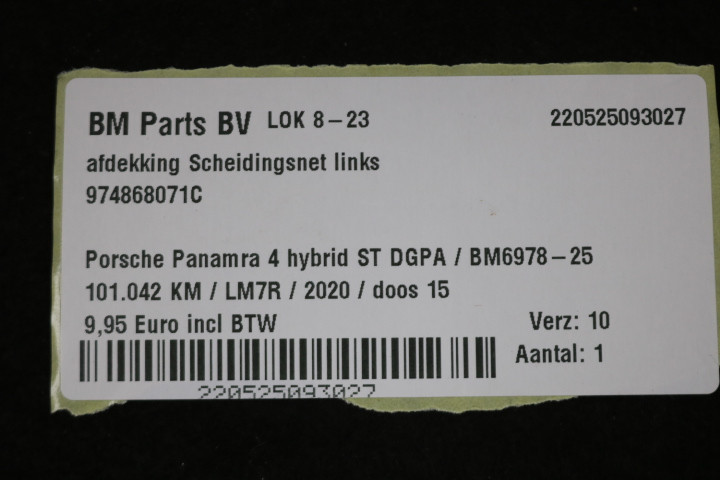 BM Parts BV LOK 8-23 220525093027
afdekking Scheidingsnet links
974868071C
Porsche Panamra 4 hybrid ST DGPA / BM6978-25
101.042 KM / LM7R / 2020 / doos 15
9,95 Euro incl BTW Verz: 10
Aantal: 1
220525093027